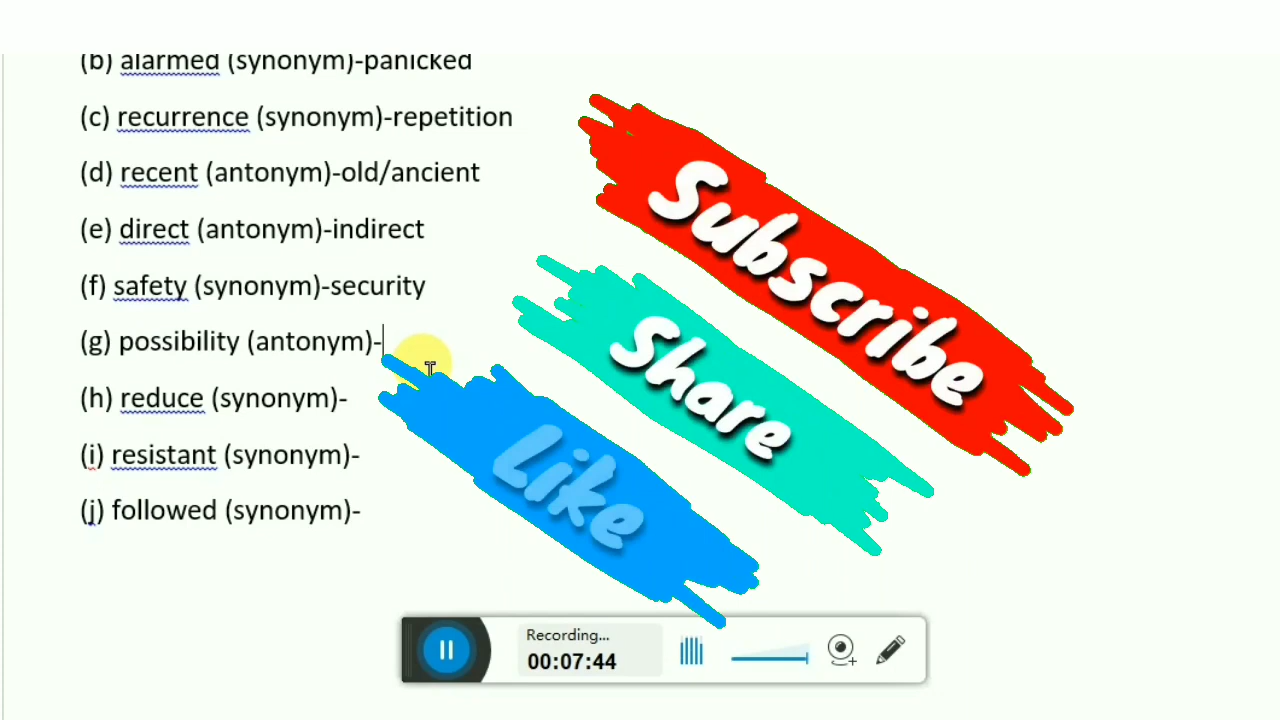 (b) alarmed (synonym)-panicked
(c) recurrence (synonym)-repetition
(d) recent (antonym)-old/ancient
(e) direct (antonym)-indirect
(f) safety (synonym)-security
(g) possibility (antonym)-
(h) reduce (synonym)-
(i) resistant (synonym)-
(j) followed (synonym)-
Subscribe
Share
Like
Recording...
00:07:44